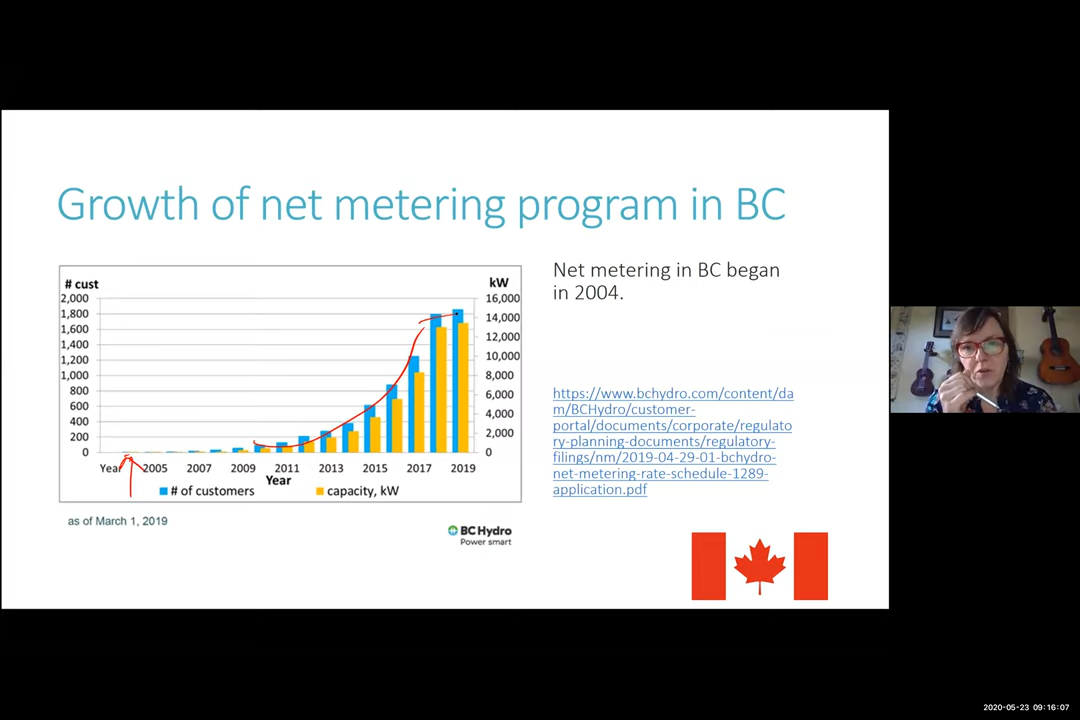 Growth of net metering program in BC
# cust
kW
2,000
1,800
1,600
1,400
1,200
1,000
800
600
400
200
0
16,000
14,000
12,000
10,000
8,000
6,000
4,000
2,000
0
Year 2005 2007 2009 2011 2013 2015 2017 2019
Year
# of customers capacity, kW
as of March 1, 2019
BC Hydro
Power smart
Net metering in BC began
in 2004.
https://www.bchydro.com/content/da
m/BCHydro/customer-
portal/documents/corporate/regulato
ry-planning-documents/regulatory-
filings/nm/2019-04-29-01-bchydro-
net-metering-rate-schedule-1289-
application.pdf
2020-05-23 09:16:07